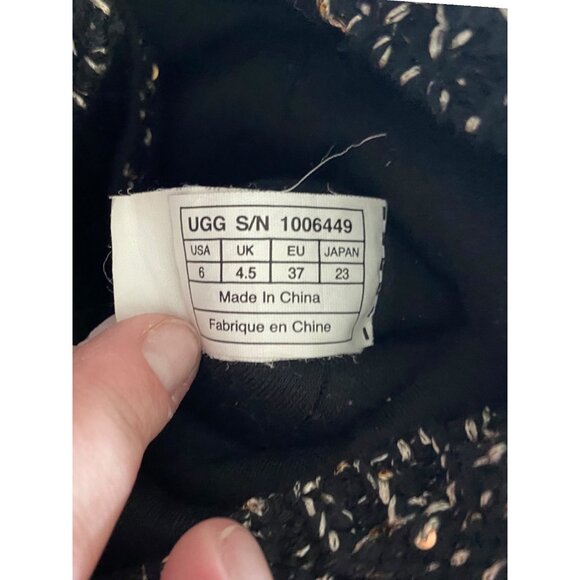 UGG S/N 1006449
USA UK EU JAPAN
6 4.5 37 23
Made In China
Fabrique en Chine